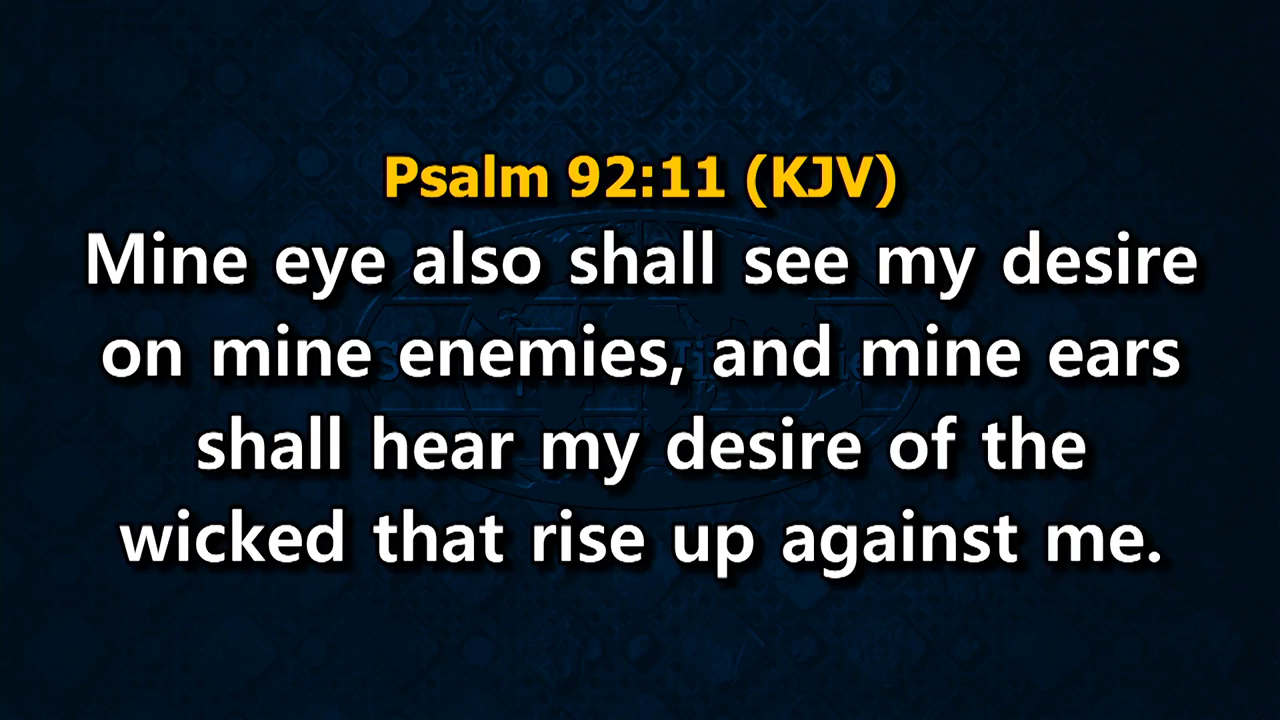 Psalm 92:11 (KJV)
Mine eye also shall see my desire
on mine enemies, and mine ears
shall hear my desire of the
wicked that rise up against me.